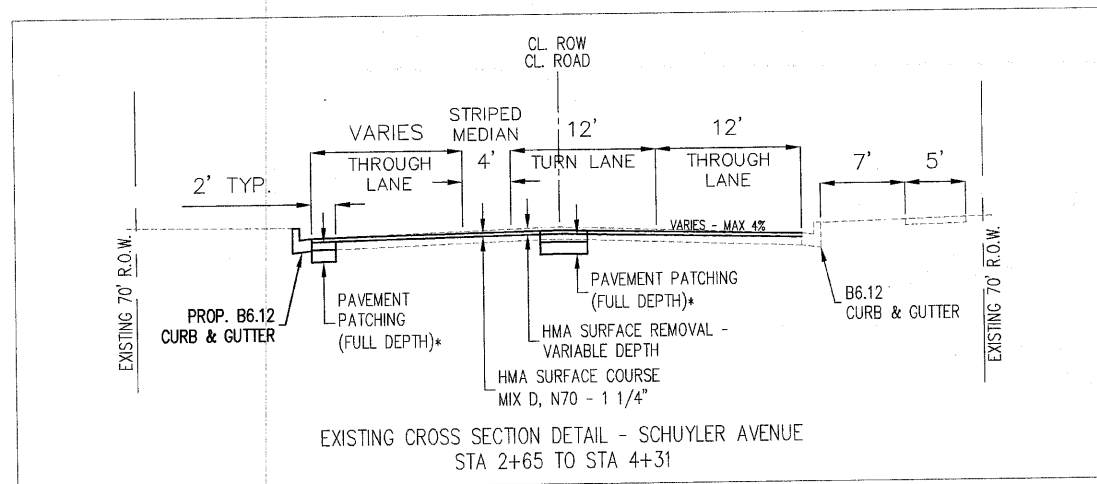 CL. ROW
CL. ROAD
STRIPED
MEDIAN
VARIES
4'
12'
12'
THROUGH
LANE
TURN LANE
THROUGH
LANE
2' TYP.
7'
5'
VARIES - MAX 4%
EXISTING 70' R.O.W.
PROP. B6.12
CURB & GUTTER
PAVEMENT
PATCHING
(FULL DEPTH)*
PAVEMENT PATCHING
(FULL DEPTH)*
HMA SURFACE REMOVAL -
VARIABLE DEPTH
HMA SURFACE COURSE
MIX D, N70 - 1 1/4"
B6.12
CURB & GUTTER
EXISTING 70' R.O.W.
EXISTING CROSS SECTION DETAIL - SCHUYLER AVENUE
STA 2+65 TO STA 4+31